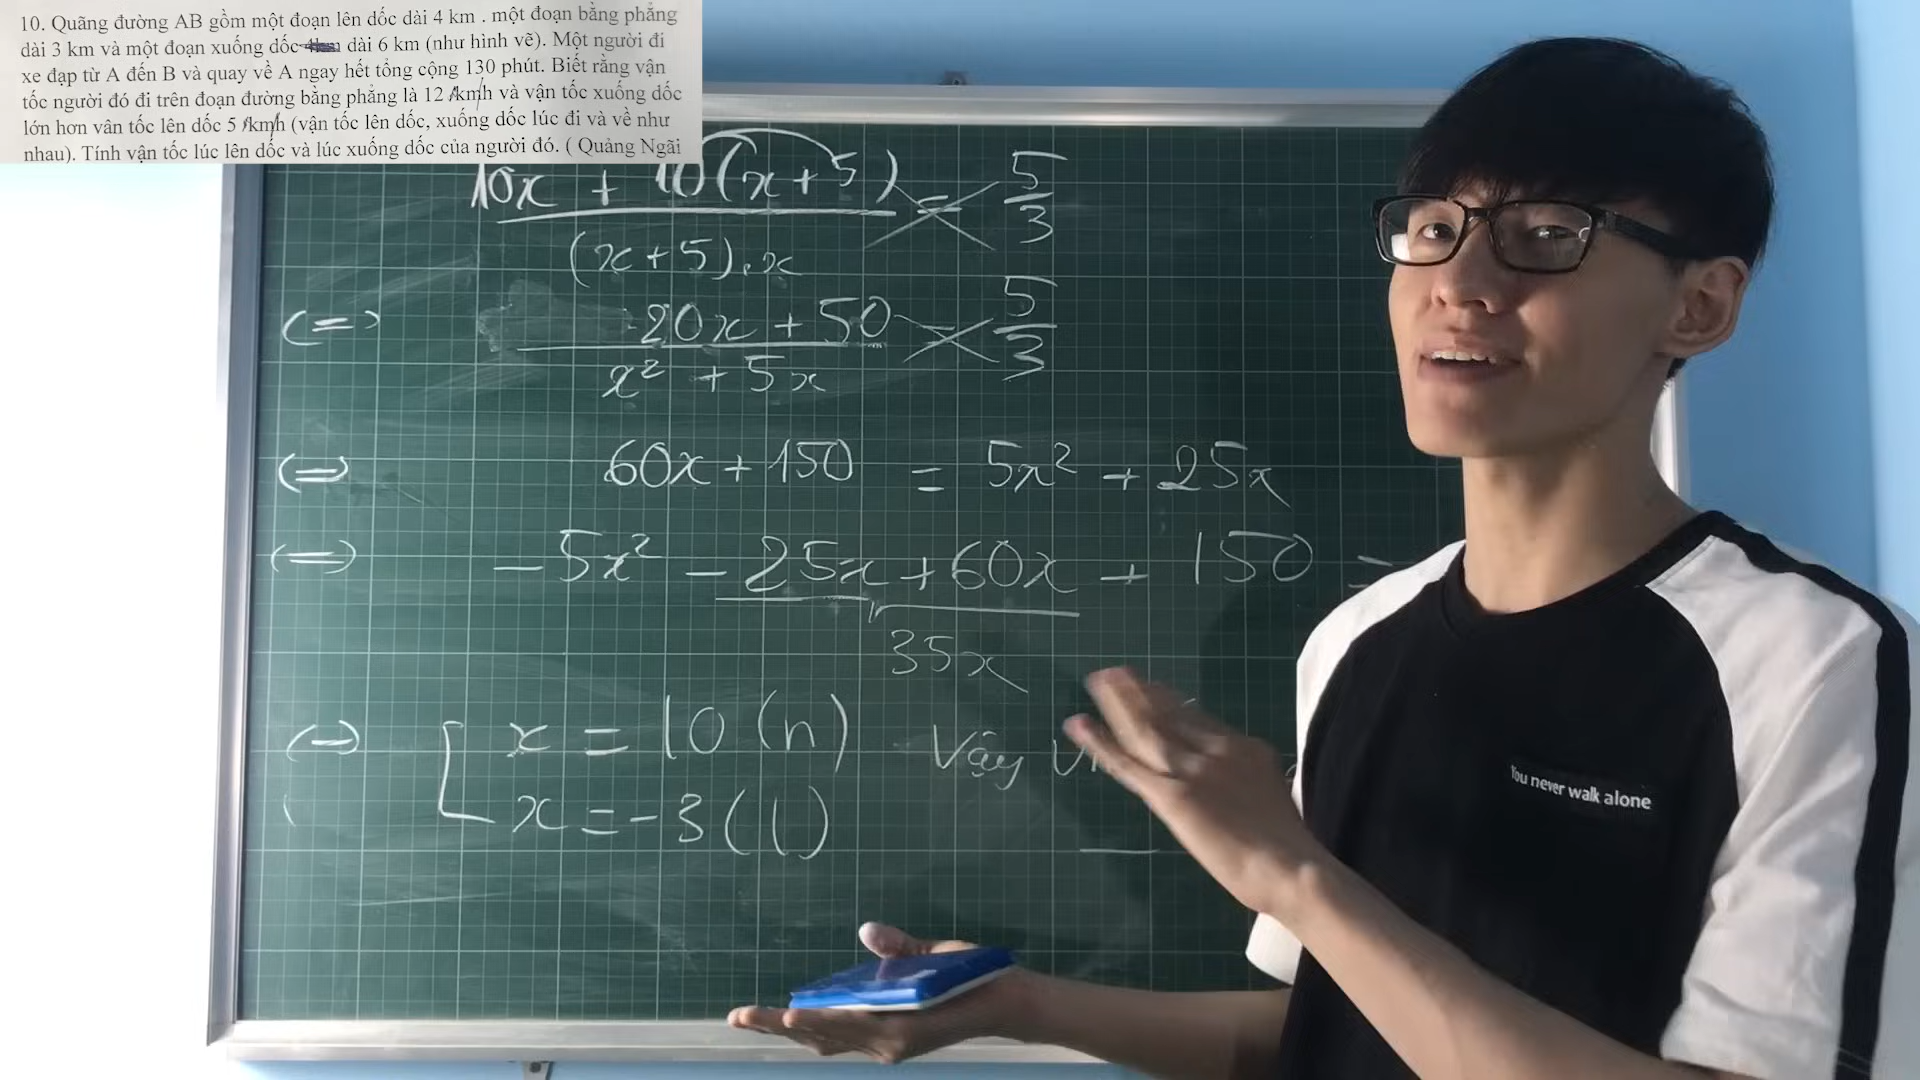 10. Quãng đường AB gồm một đoạn lên dốc dài 4 km . một đoạn bằng phẳng
dài 3 km và một đoạn xuống dốc dài 6 km (như hình vẽ). Một người đi
xe đạp từ A đến B và quay về A ngay hết tổng cộng 130 phút. Biết rằng vận
tốc người đó đi trên đoạn đường bằng phẳng là 12 km/h và vận tốc xuống dốc
lớn hơn vân tốc lên dốc 5 km/h (vận tốc lên dốc, xuống dốc lúc đi và về như
nhau). Tính vận tốc lúc lên dốc và lúc xuống dốc của người đó. ( Quảng Ngãi
10x + 10(x+5) / (x+5).x = 5/3
(=) 20x + 50 / x² + 5x = 5/3
(=) 60x + 150 = 5x² + 25x
(=) -5x² - 25x + 60x + 150 =
35x
(=) [ x = 10 (n) Vậy
x = -3 (l)
You never walk alone